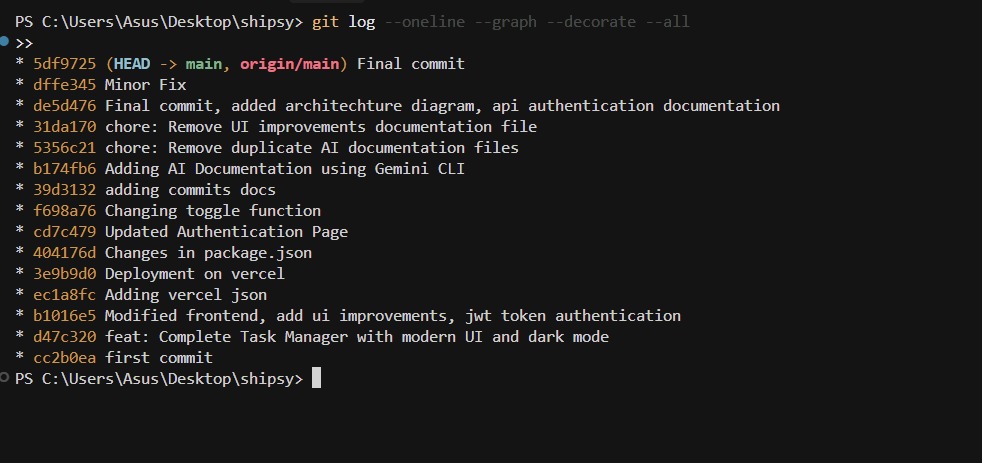 PS C:\Users\Asus\Desktop\shipsy> git log --oneline --graph --decorate --all
>>
* 5df9725 (HEAD -> main, origin/main) Final commit
* dffe345 Minor Fix
* de5d476 Final commit, added architechture diagram, api authentication documentation
* 31da170 chore: Remove UI improvements documentation file
* 5356c21 chore: Remove duplicate AI documentation files
* b174fb6 Adding AI Documentation using Gemini CLI
* 39d3132 adding commits docs
* f698a76 Changing toggle function
* cd7c479 Updated Authentication Page
* 404176d Changes in package.json
* 3e9b9d0 Deployment on vercel
* ec1a8fc Adding vercel json
* b1016e5 Modified frontend, add ui improvements, jwt token authentication
* d47c320 feat: Complete Task Manager with modern UI and dark mode
* cc2b0ea first commit
PS C:\Users\Asus\Desktop\shipsy>